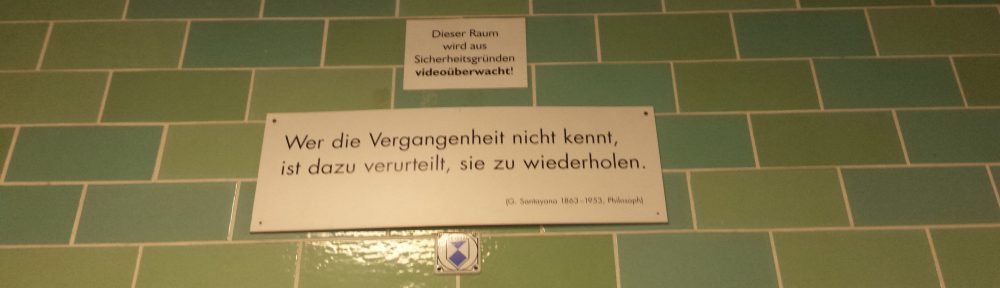 Dieser Raum
wird aus
Sicherheitsgründen
videoüberwacht!
Wer die Vergangenheit nicht kennt,
ist dazu verurteilt, sie zu wiederholen.
(G. Santayana 1863–1953, Philosoph)